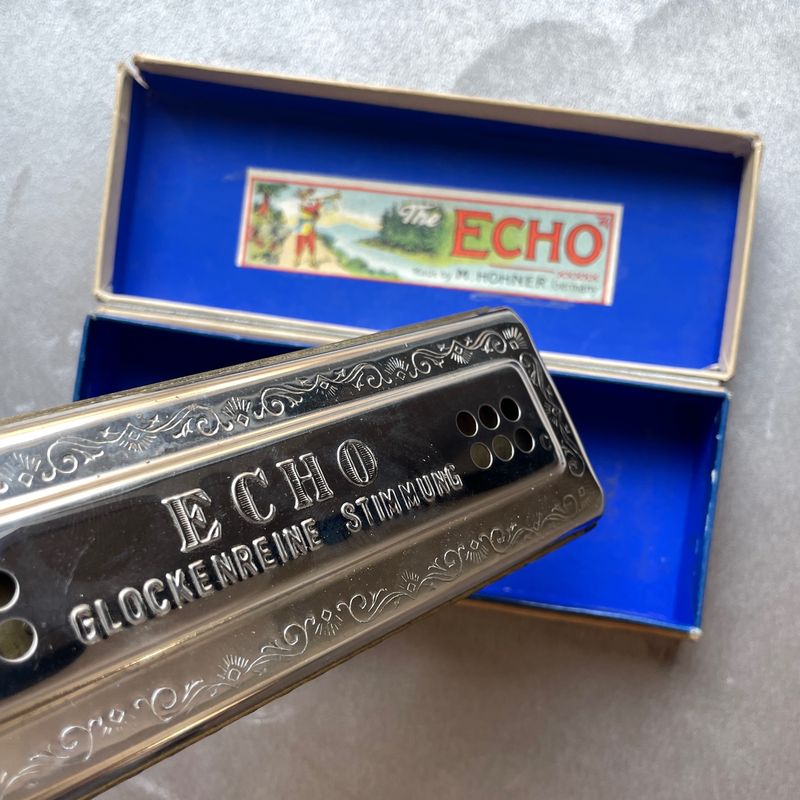 The ECHO
Made by M. HOHNER Germany
ECHO
GLOCKENREINE STIMMUNG